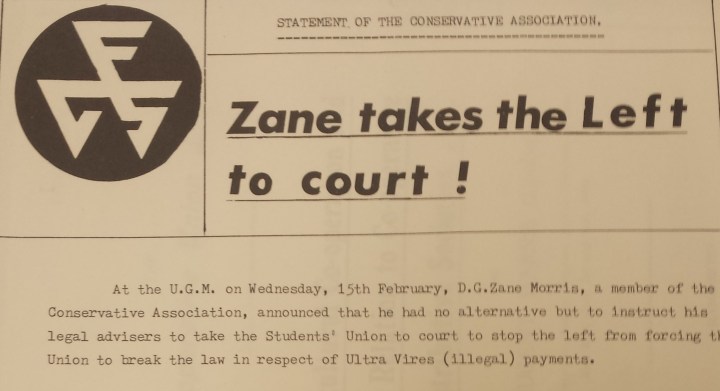 FCS
STATEMENT OF THE CONSERVATIVE ASSOCIATION.
Zane takes the Left
to court !
At the U.G.M. on Wednesday, 15th February, D.G.Zane Morris, a member of the
Conservative Association, announced that he had no alternative but to instruct his
legal advisers to take the Students' Union to court to stop the left from forcing
Union to break the law in respect of Ultra Vires (illegal) payments.